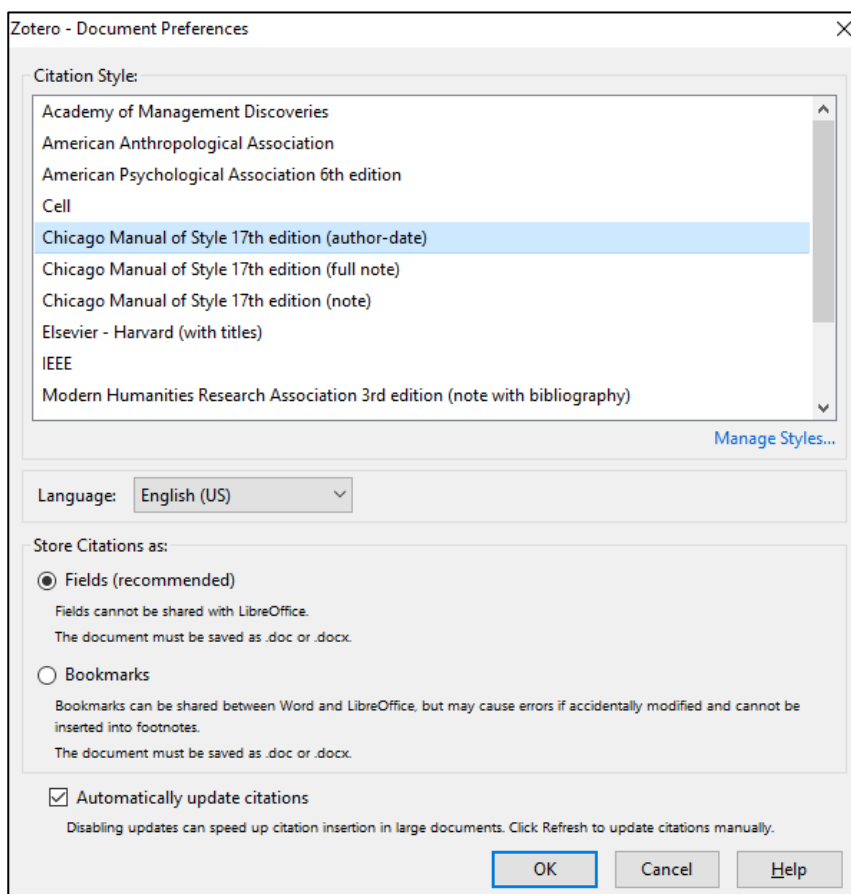 Zotero - Document Preferences
Citation Style:
Academy of Management Discoveries
American Anthropological Association
American Psychological Association 6th edition
Cell
Chicago Manual of Style 17th edition (author-date)
Chicago Manual of Style 17th edition (full note)
Chicago Manual of Style 17th edition (note)
Elsevier - Harvard (with titles)
IEEE
Modern Humanities Research Association 3rd edition (note with bibliography)
Manage Styles...
Language: English (US)
Store Citations as:
Fields (recommended)
Fields cannot be shared with LibreOffice.
The document must be saved as .doc or .docx.
Bookmarks
Bookmarks can be shared between Word and LibreOffice, but may cause errors if accidentally modified and cannot be
inserted into footnotes.
The document must be saved as .doc or .docx.
Automatically update citations
Disabling updates can speed up citation insertion in large documents. Click Refresh to update citations manually.
OK Cancel Help